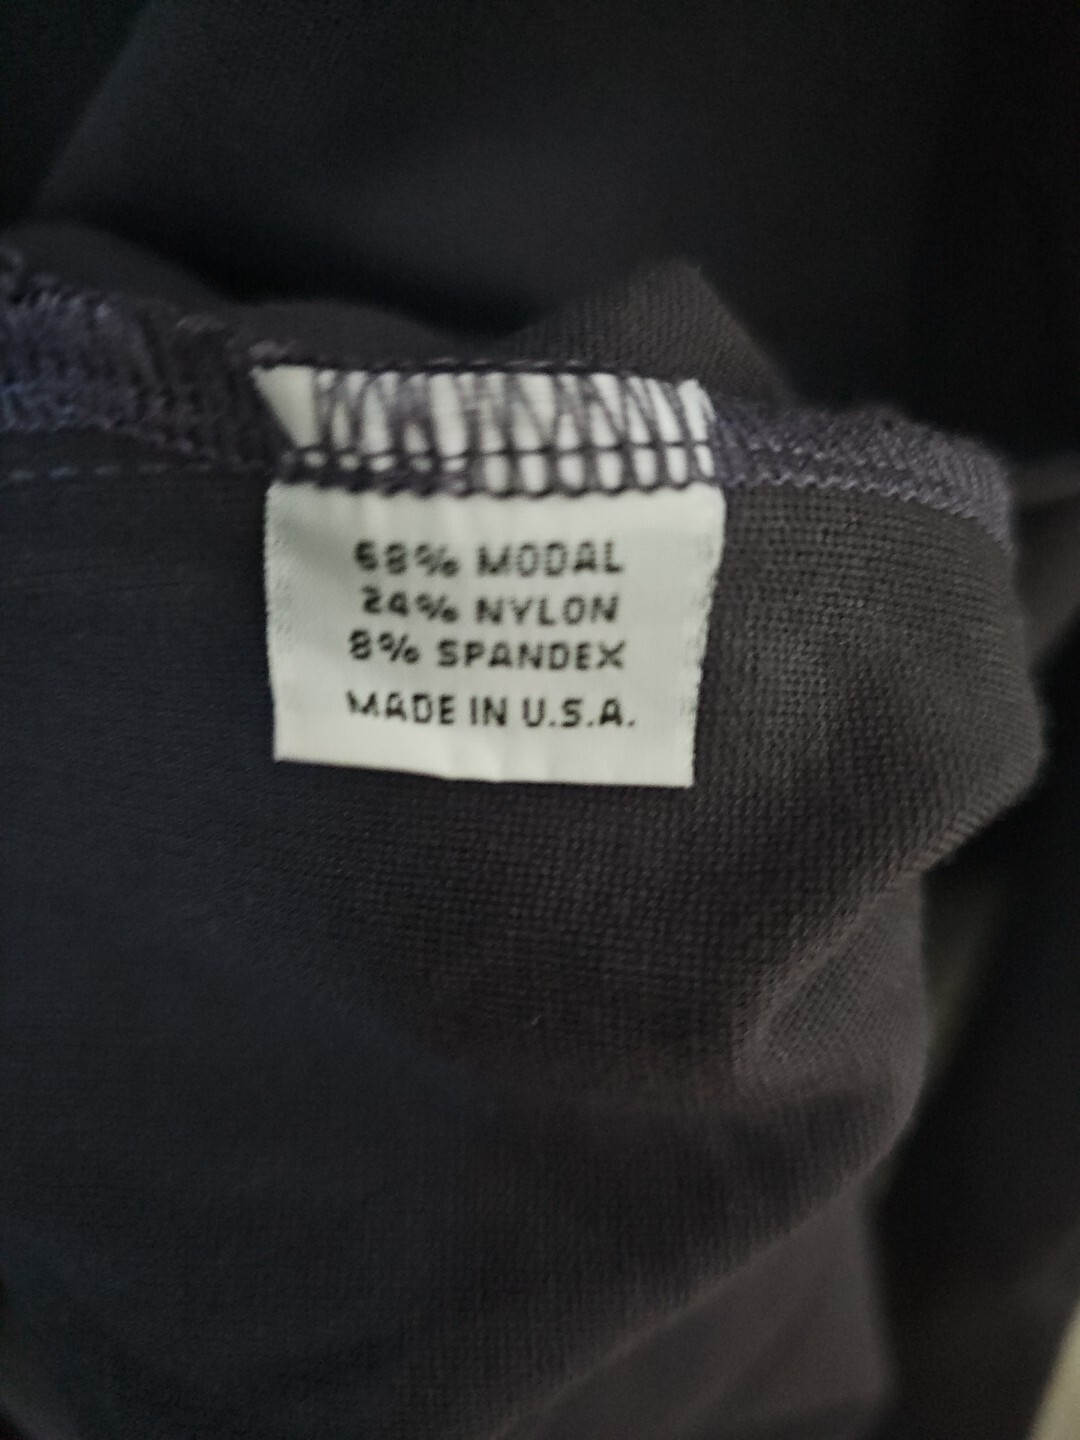 68% MODAL
24% NYLON
8% SPANDEX
MADE IN U.S.A.